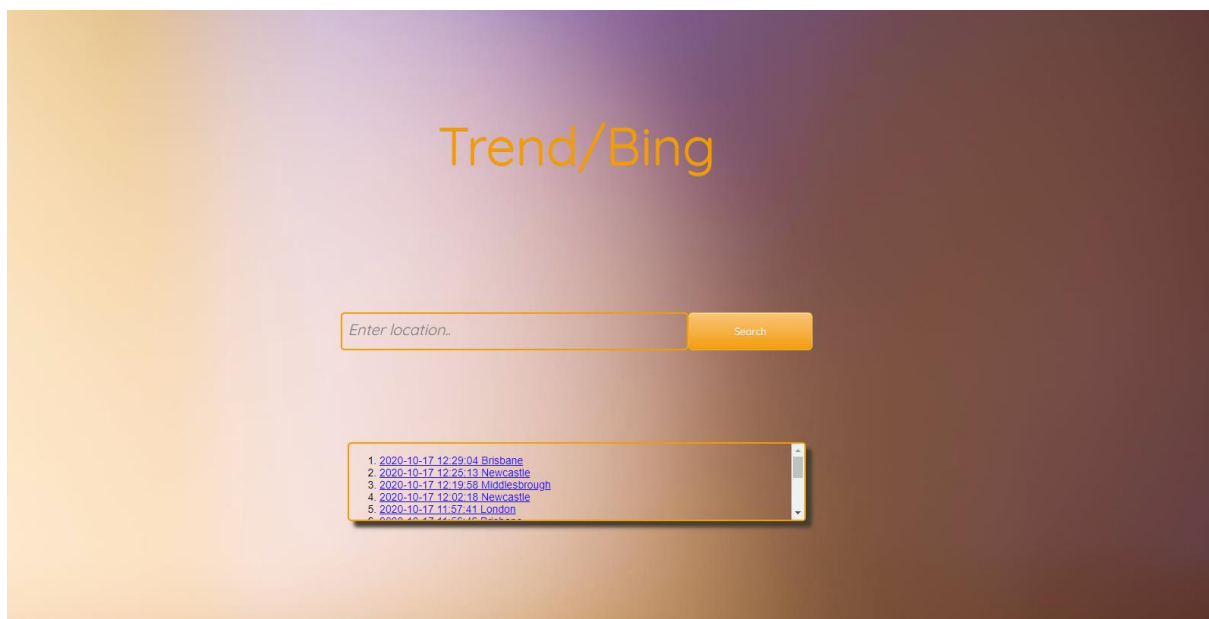 Trend/Bing
Enter location..
Search
1. 2020-10-17 12:29:04 Brisbane
2. 2020-10-17 12:25:13 Newcastle
3. 2020-10-17 12:19:58 Middlesbrough
4. 2020-10-17 12:02:18 Newcastle
5. 2020-10-17 11:57:41 London